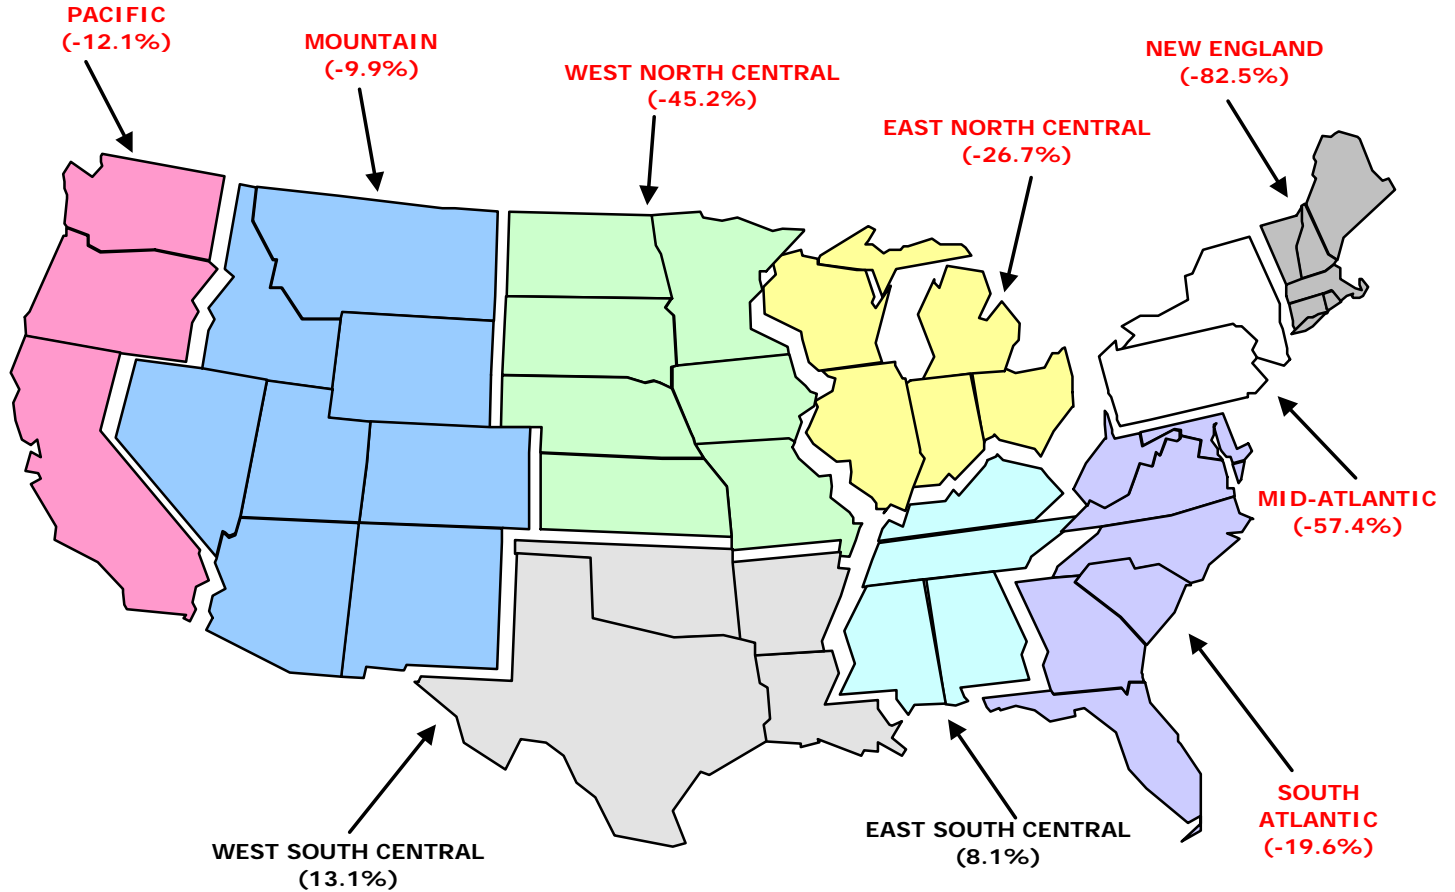 PACIFIC
(-12.1%)
MOUNTAIN
(-9.9%)
WEST NORTH CENTRAL
(-45.2%)
NEW ENGLAND
(-82.5%)
EAST NORTH CENTRAL
(-26.7%)
MID-ATLANTIC
(-57.4%)
SOUTH
ATLANTIC
(-19.6%)
EAST SOUTH CENTRAL
(8.1%)
WEST SOUTH CENTRAL
(13.1%)